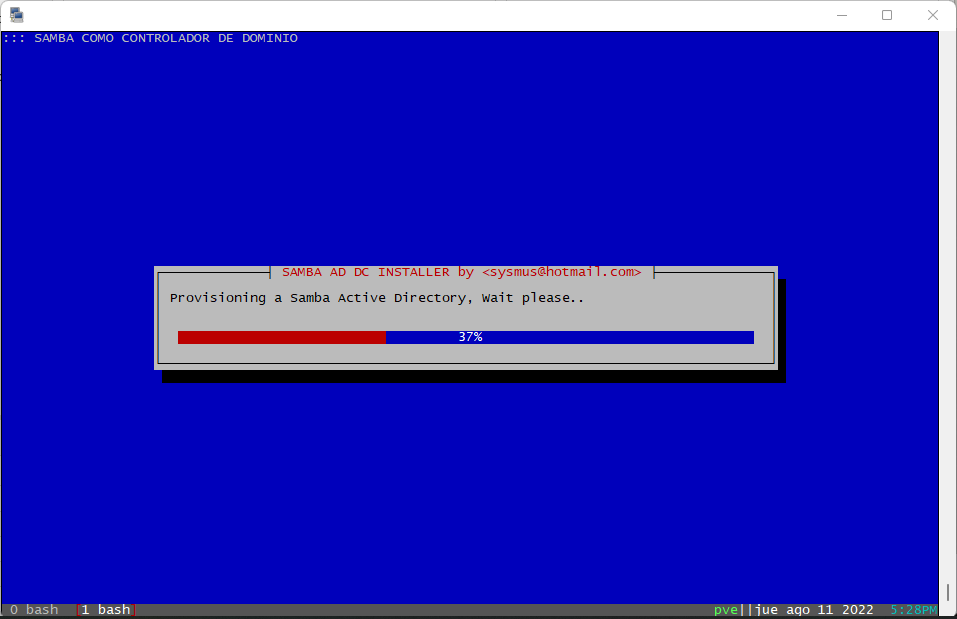 ::: SAMBA COMO CONTROLADOR DE DOMINIO
SAMBA AD DC INSTALLER by <sysmus@hotmail.com>
Provisioning a Samba Active Directory, Wait please..
37%
0 bash [1 bash] pve||jue ago 11 2022 5:28PM